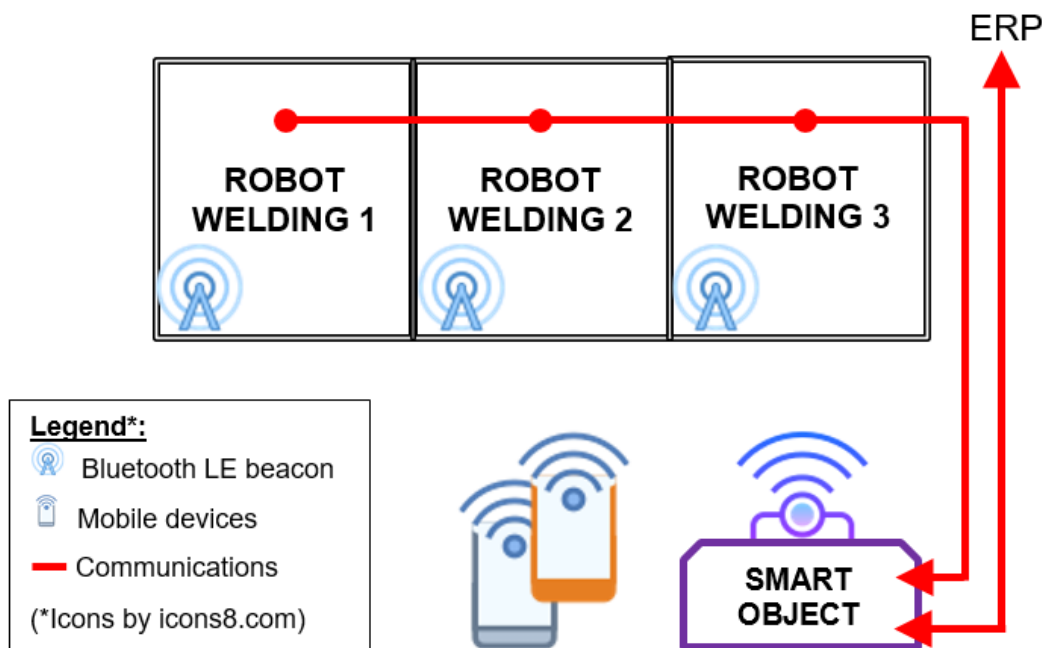 ERP
ROBOT
WELDING 1
ROBOT
WELDING 2
ROBOT
WELDING 3
Legend*:
Bluetooth LE beacon
Mobile devices
Communications
(*Icons by icons8.com)
SMART
OBJECT